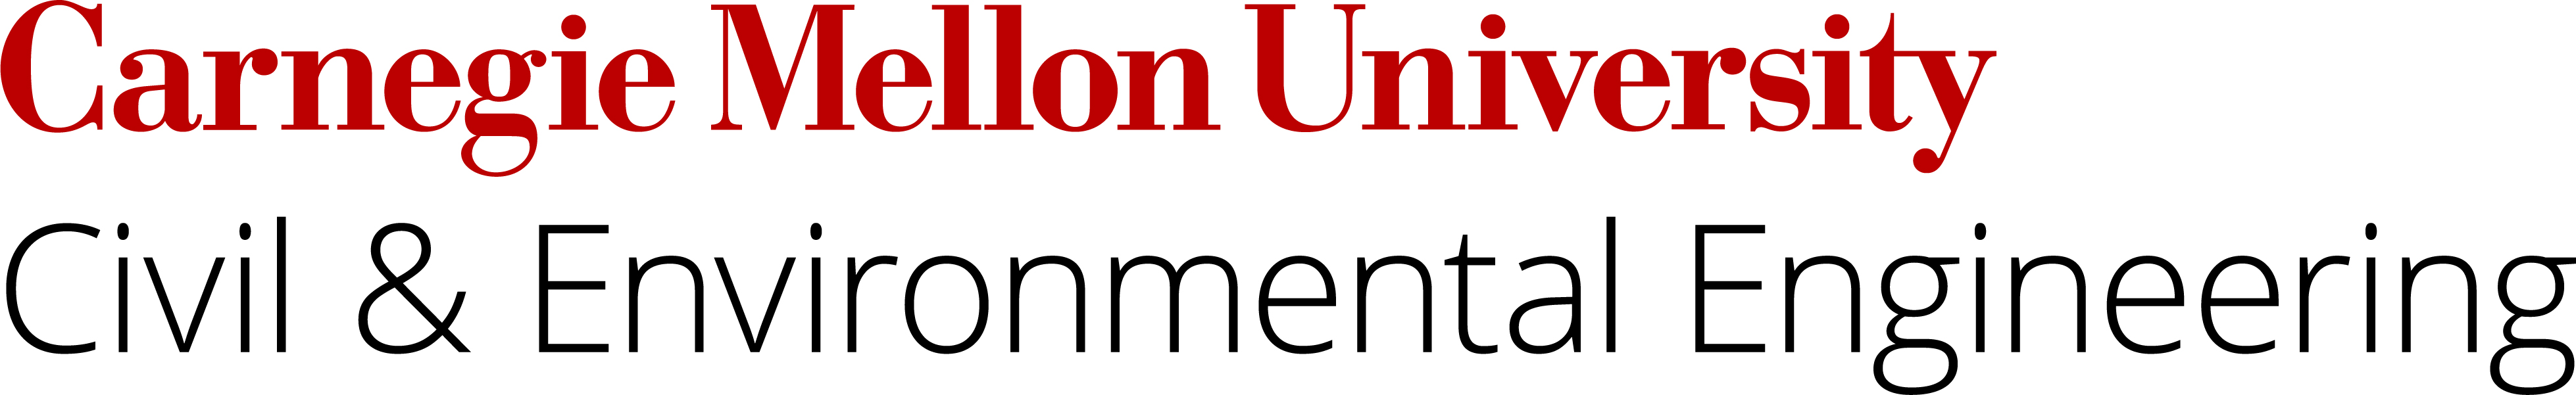 Carnegie Mellon University
Civil & Environmental Engineering